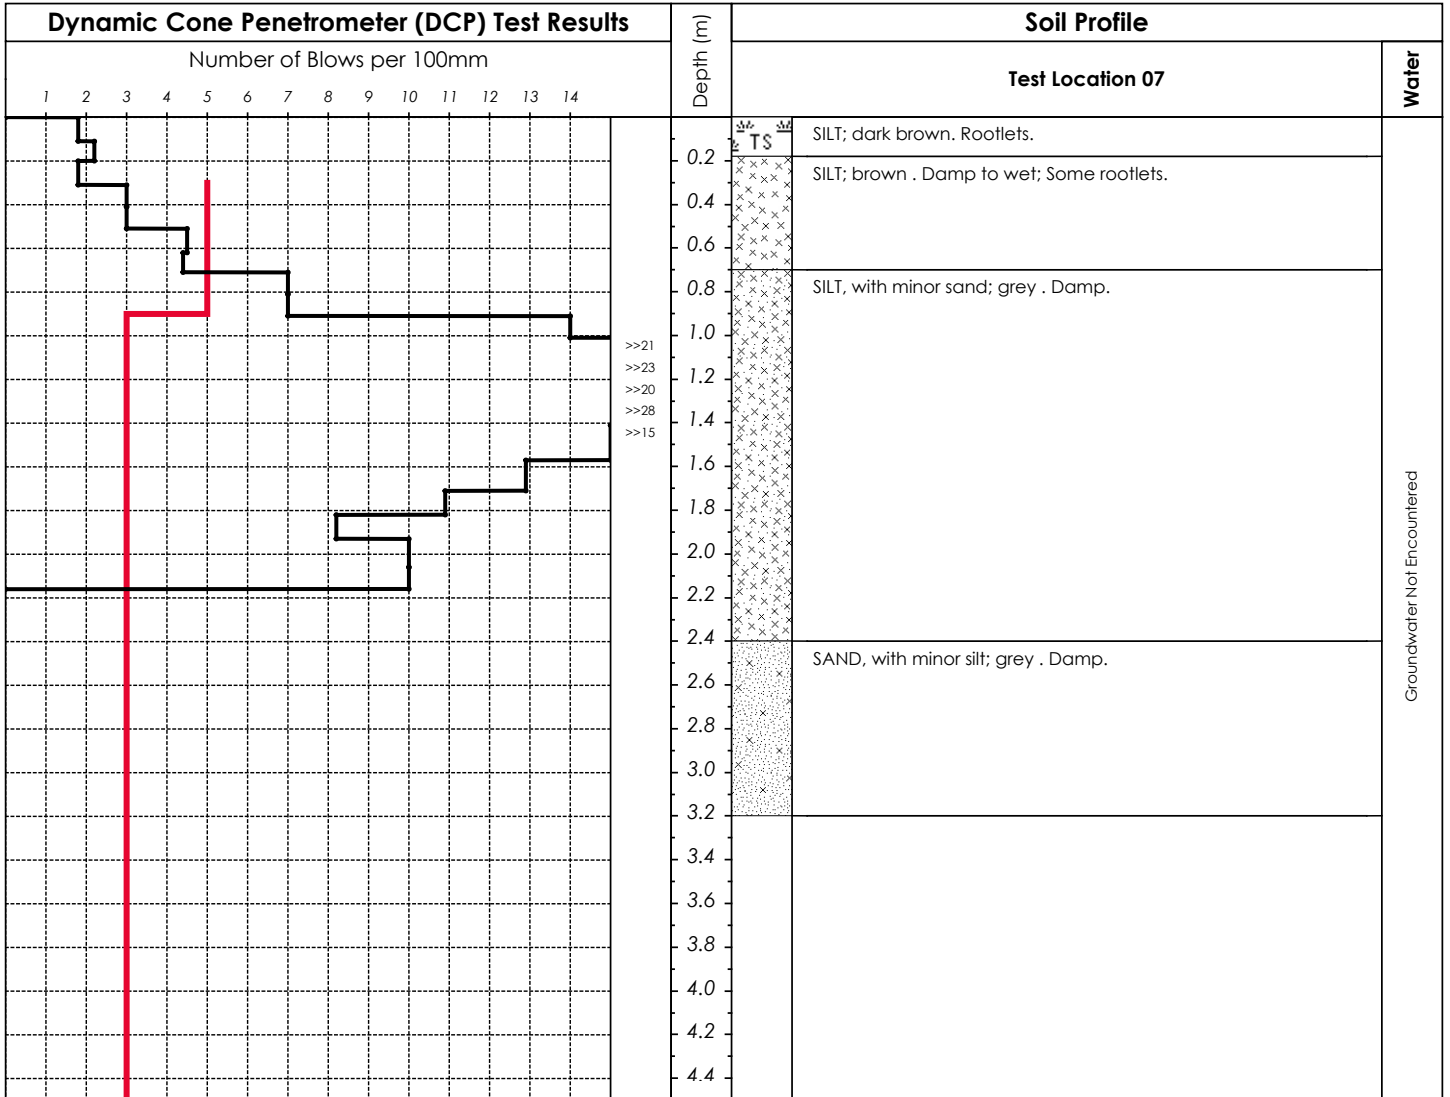 Dynamic Cone Penetrometer (DCP) Test Results
Number of Blows per 100mm
1 2 3 4 5 6 7 8 9 10 11 12 13 14
>>21
>>23
>>20
>>28
>>15
Depth (m)
0.2
0.4
0.6
0.8
1.0
1.2
1.4
1.6
1.8
2.0
2.2
2.4
2.6
2.8
3.0
3.2
3.4
3.6
3.8
4.0
4.2
4.4
Soil Profile
Test Location 07
Water
TS
SILT; dark brown. Rootlets.
SILT; brown . Damp to wet; Some rootlets.
SILT, with minor sand; grey . Damp.
SAND, with minor silt; grey . Damp.
Groundwater Not Encountered